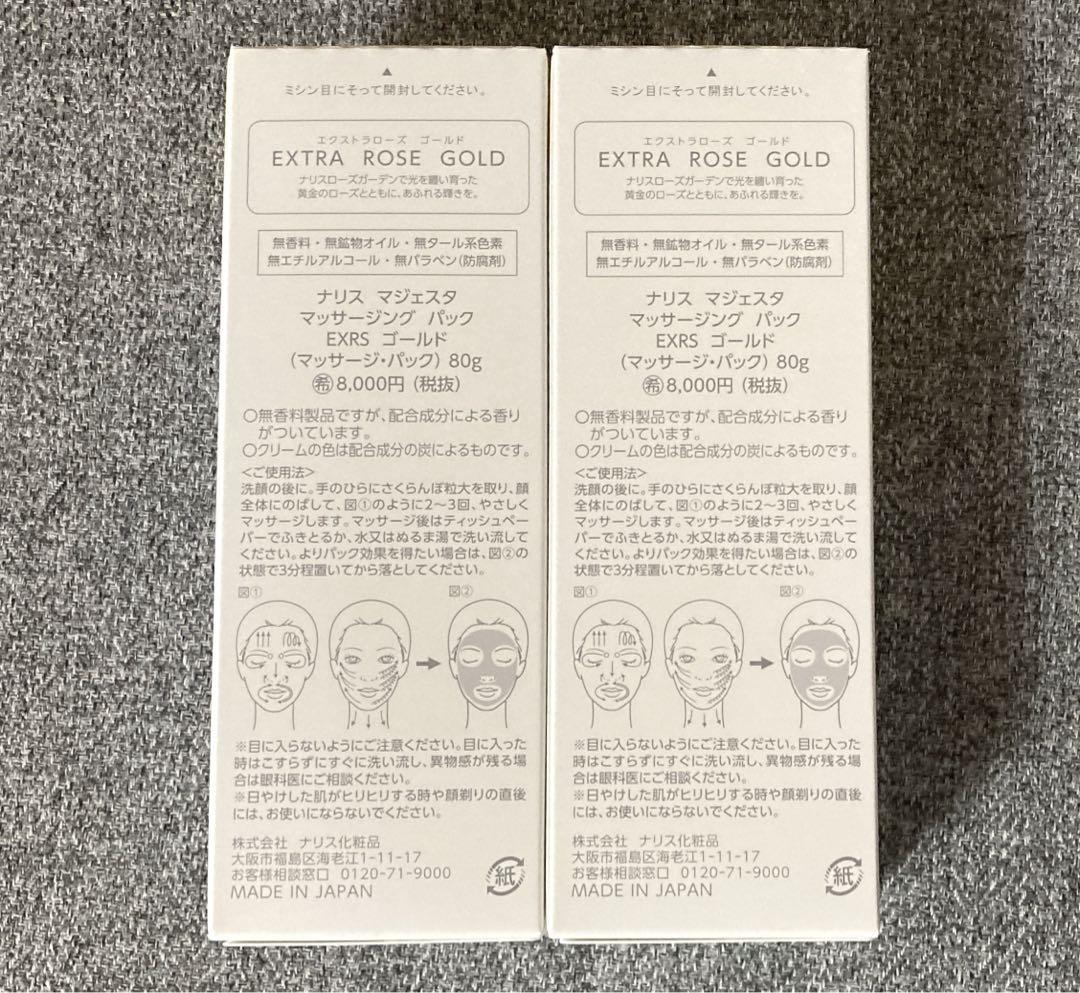 ▲
ミシン目にそって開封してください。
エクストラローズ ゴールド
EXTRA ROSE GOLD
ナリスローズガーデンで光を纏い育った
黄金のローズとともに、あふれる輝きを。
無香料・無鉱物オイル・無タール系色素
無エチルアルコール・無パラベン(防腐剤)
ナリス マジェスタ
マッサージング パック
EXRS ゴールド
(マッサージ・パック) 80g
㊕8,000円 (税抜)
○無香料製品ですが、配合成分による香り
がついています。
○クリームの色は配合成分の炭によるものです。
<ご使用法>
洗顔の後に。手のひらにさくらんぼ粒大を取り、顔
全体にのばして、図①のように2〜3回、やさしく
マッサージします。マッサージ後はティッシュペー
パーでふきとるか、水又はぬるま湯で洗い流して
ください。よりパック効果を得たい場合は、図②の
状態で3分程置いてから落としてください。
図① 図②
※目に入らないようにご注意ください。目に入った
時はこすらずにすぐに洗い流し、異物感が残る場
合は眼科医にご相談ください。
※日やけした肌がヒリヒリする時や顔剃りの直後
には、お使いにならないでください。
株式会社 ナリス化粧品
大阪市福島区海老江1-11-17
お客様相談窓口 0120-71-9000
MADE IN JAPAN
紙
▲
ミシン目にそって開封してください。
エクストラローズ ゴールド
EXTRA ROSE GOLD
ナリスローズガーデンで光を纏い育った
黄金のローズとともに、あふれる輝きを。
無香料・無鉱物オイル・無タール系色素
無エチルアルコール・無パラベン(防腐剤)
ナリス マジェスタ
マッサージング パック
EXRS ゴールド
(マッサージ・パック) 80g
希8,000円 (税抜)
○無香料製品ですが、配合成分による香り
がついています。
○クリームの色は配合成分の炭によるものです。
<ご使用法>
洗顔の後に。手のひらにさくらんぼ粒大を取り、顔
全体にのばして、図①のように2〜3回、やさしく
マッサージします。マッサージ後はティッシュペー
パーでふきとるか、水又はぬるま湯で洗い流して
ください。よりパック効果を得たい場合は、図②の
状態で3分程置いてから落としてください。
図① 図②
※目に入らないようにご注意ください。目に入った
時はこすらずにすぐに洗い流し、異物感が残る場
合は眼科医にご相談ください。
※日やけした肌がヒリヒリする時や顔剃りの直後
には、お使いにならないでください。
株式会社 ナリス化粧品
大阪市福島区海老江1-11-17
お客様相談窓口 0120-71-9000
MADE IN JAPAN
紙